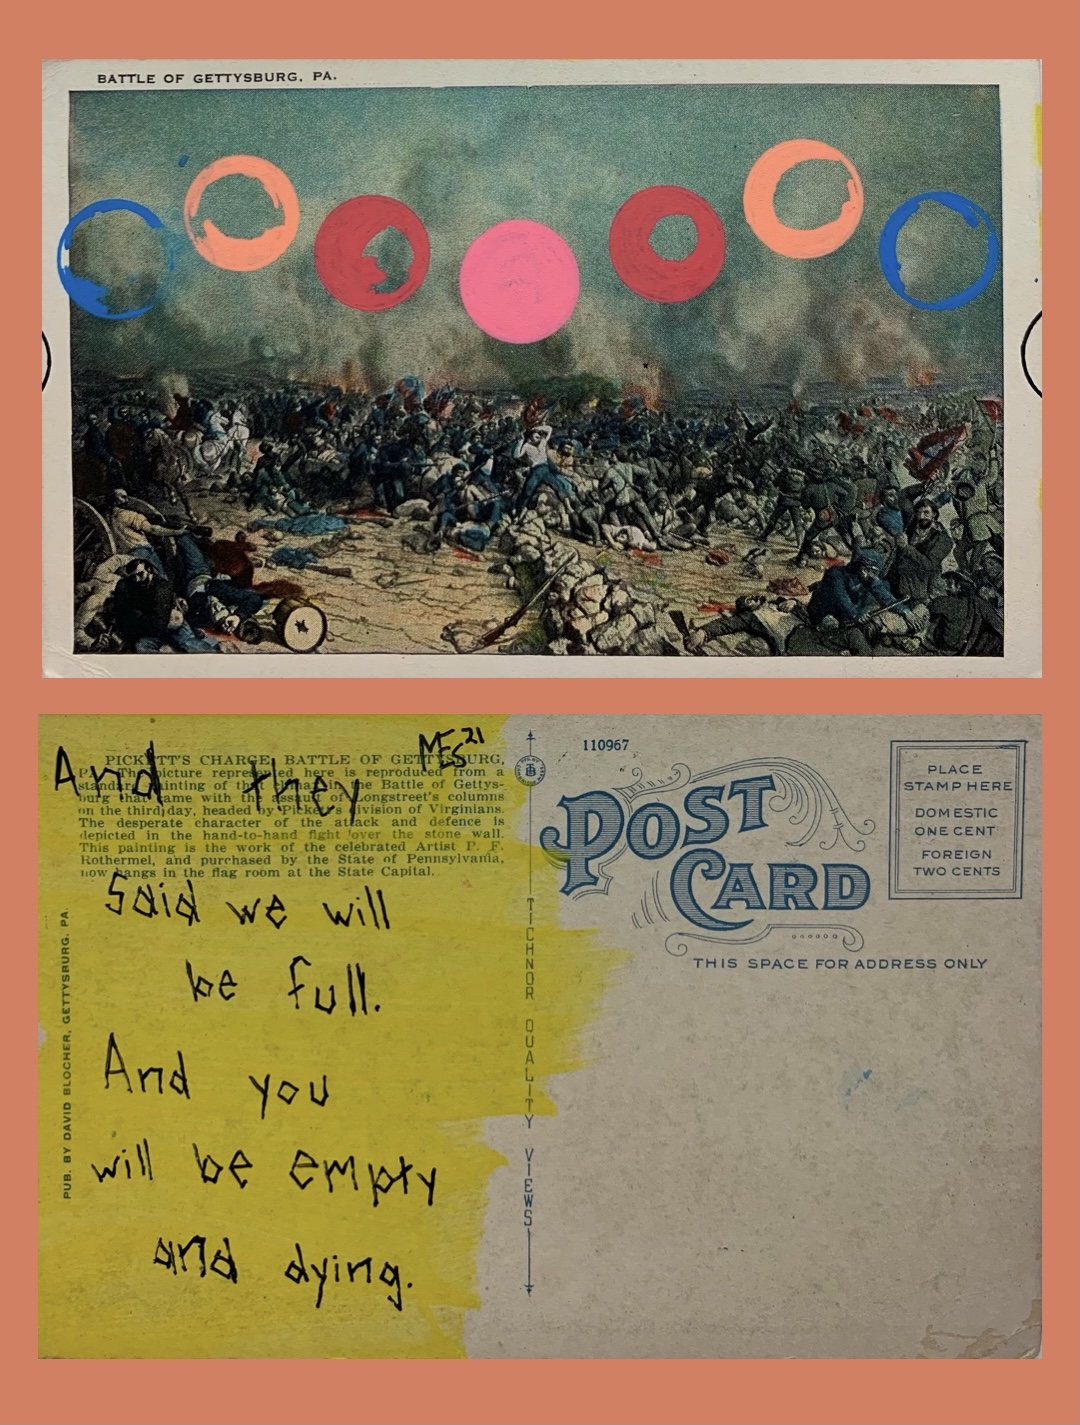 BATTLE OF GETTYSBURG, PA.
MES 21
And they
said we will
be full.
And you
will be empty
and dying.
PICKETT'S CHARGE, BATTLE OF GETTYSBURG,
PA. The picture represented here is reproduced from a
standard painting of that climax in the Battle of Gettys-
burg that came with the assault of Longstreet's columns
on the third day, headed by Pickett's division of Virginians.
The desperate character of the attack and defence is
depicted in the hand-to-hand fight over the stone wall.
This painting is the work of the celebrated Artist P. F.
Rothermel, and purchased by the State of Pennsylvania,
now hangs in the flag room at the State Capital.
PUB. BY DAVID BLOCHER, GETTYSBURG, PA.
TICHNOR QUALITY VIEWS
110967
POST
CARD
PLACE
STAMP HERE
DOMESTIC
ONE CENT
FOREIGN
TWO CENTS
THIS SPACE FOR ADDRESS ONLY